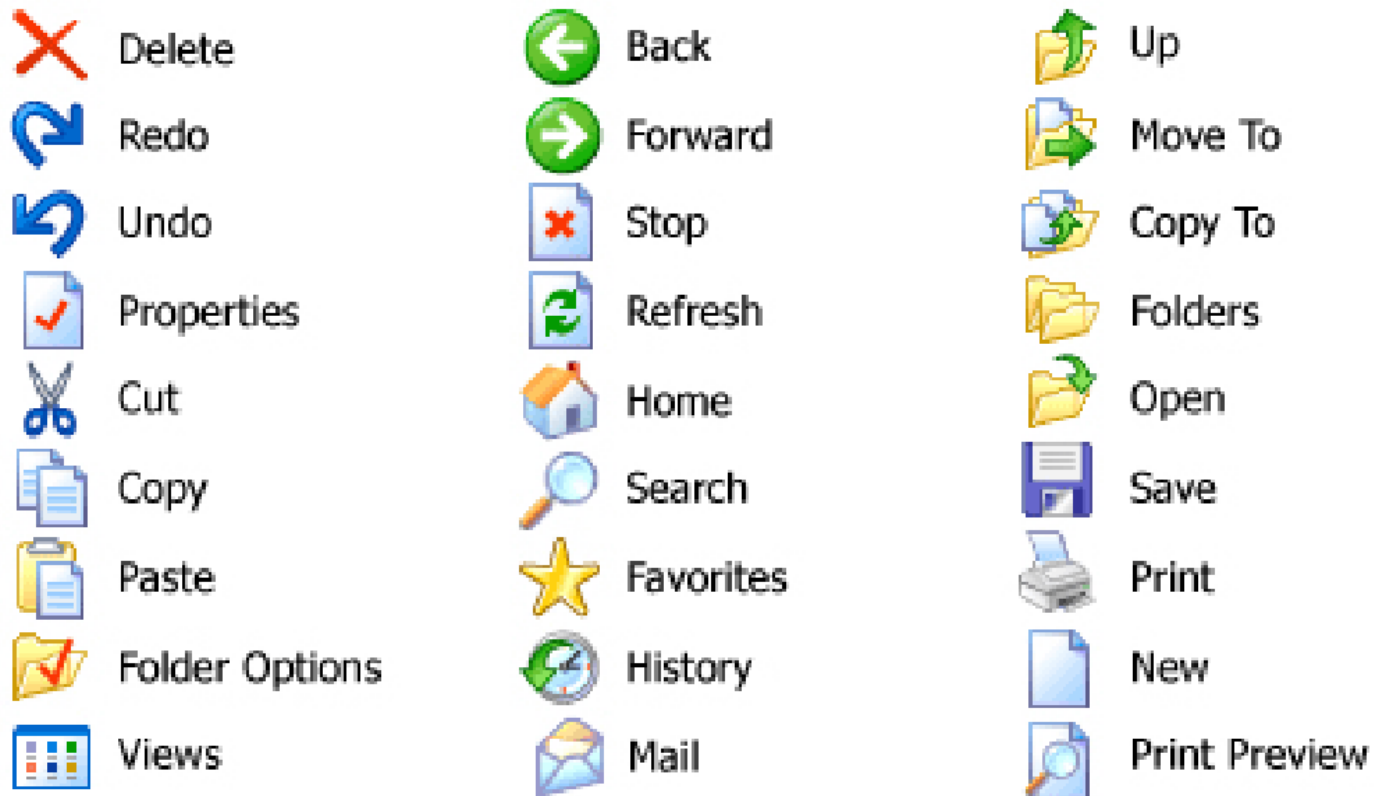 Delete
Redo
Undo
Properties
Cut
Copy
Paste
Folder Options
Views
Back
Forward
Stop
Refresh
Home
Search
Favorites
History
Mail
Up
Move To
Copy To
Folders
Open
Save
Print
New
Print Preview